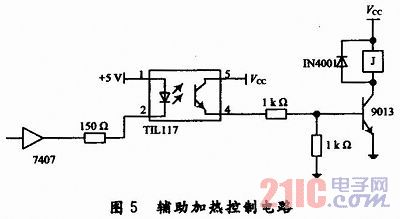 V_CC
IN4001
J
+5 V
1
5
V_CC
2
4
1 kΩ
9013
150 Ω
TIL117
1 kΩ
7407
21IC电子网
.com
图 5 辅助加热控制电路